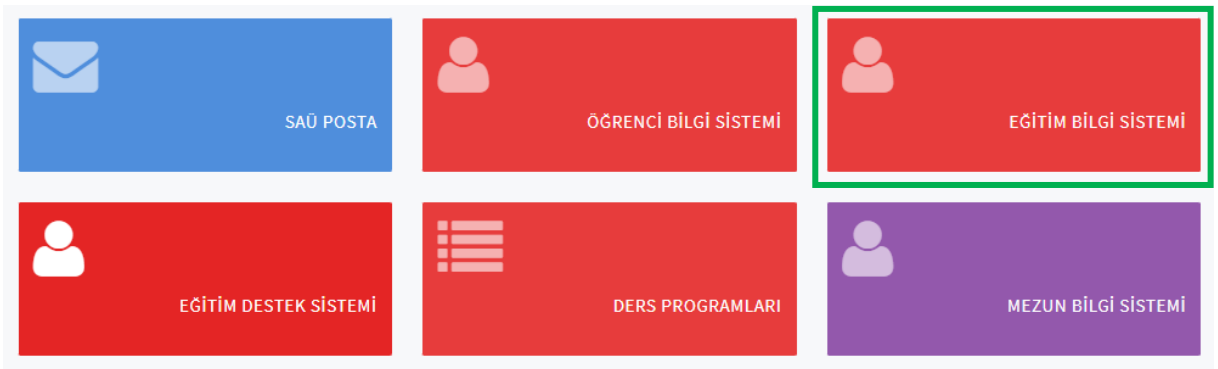 SAÜ POSTA
ÖĞRENCİ BİLGİ SİSTEMİ
EĞİTİM BİLGİ SİSTEMİ
EĞİTİM DESTEK SİSTEMİ
DERS PROGRAMLARI
MEZUN BİLGİ SİSTEMİ